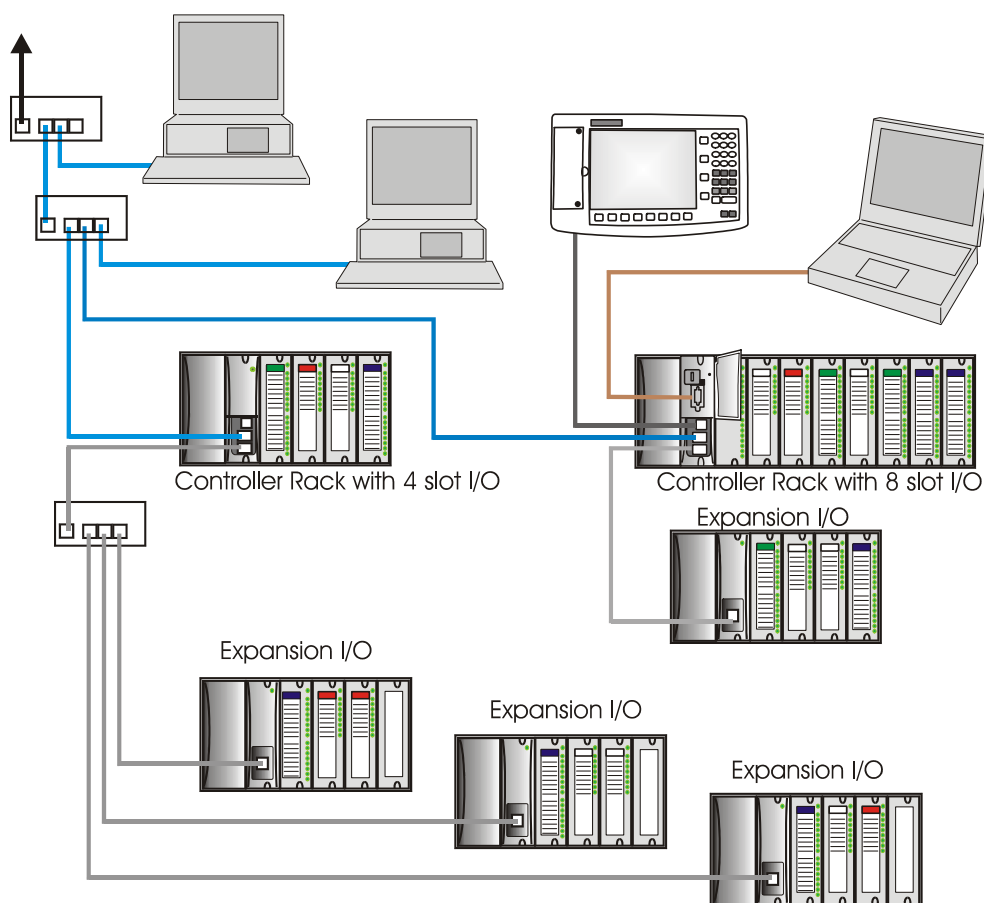 Controller Rack with 4 slot I/O
Controller Rack with 8 slot I/O
Expansion I/O
Expansion I/O
Expansion I/O
Expansion I/O